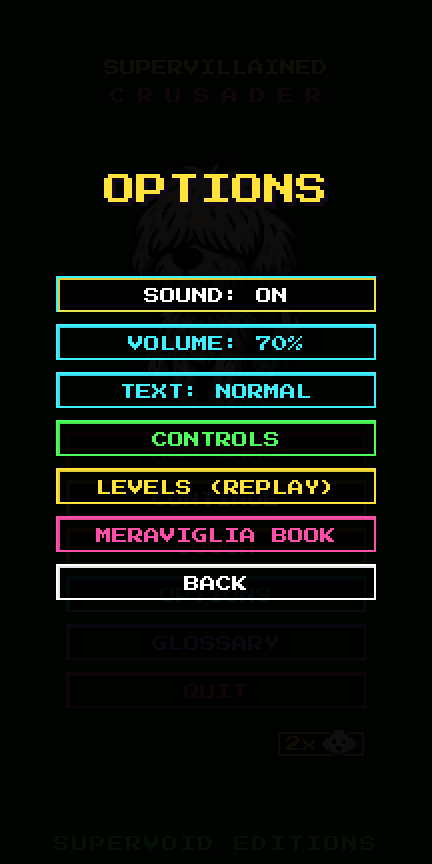 SUPERVILLAINED
CRUSADER
OPTIONS
SOUND: ON
VOLUME: 70%
TEXT: NORMAL
CONTROLS
LEVELS (REPLAY)
MERAVIGLIA BOOK
BACK
OPTIONS
GLOSSARY
QUIT
2x
SUPERVOID EDITIONS